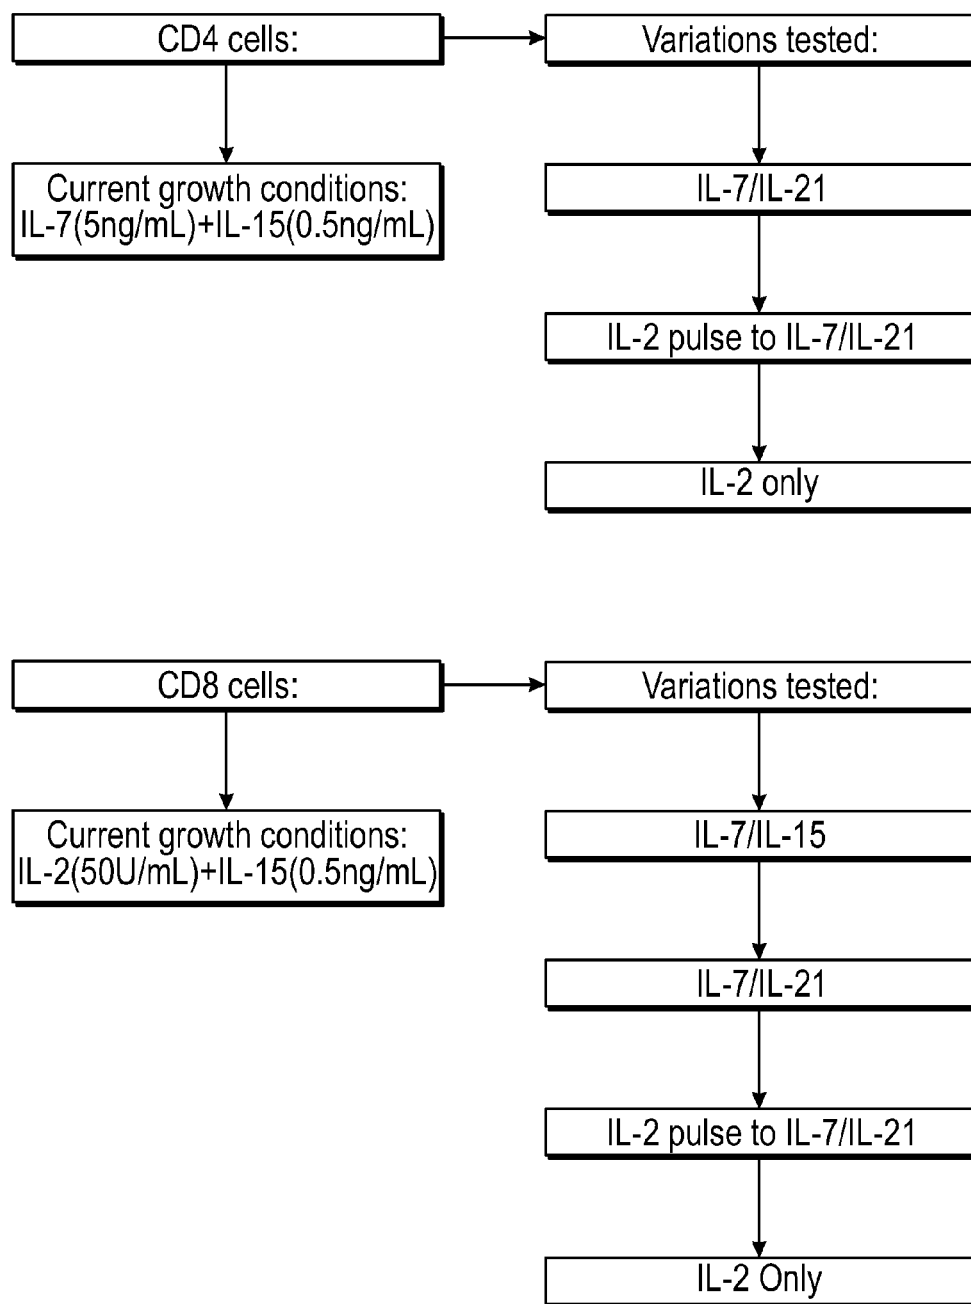 CD4 cells:
Variations tested:
Current growth conditions:
IL-7(5ng/mL)+IL-15(0.5ng/mL)
IL-7/IL-21
IL-2 pulse to IL-7/IL-21
IL-2 only
CD8 cells:
Variations tested:
Current growth conditions:
IL-2(50U/mL)+IL-15(0.5ng/mL)
IL-7/IL-15
IL-7/IL-21
IL-2 pulse to IL-7/IL-21
IL-2 Only